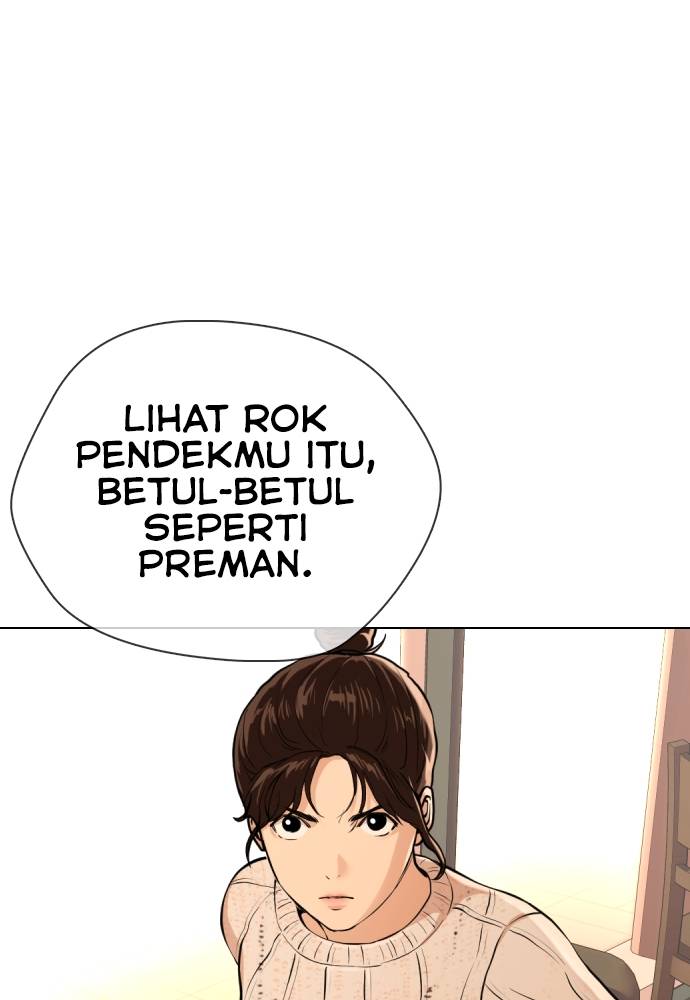 LIHAT ROK
PENDEKMU ITU,
BETUL-BETUL
SEPERTI
PREMAN.